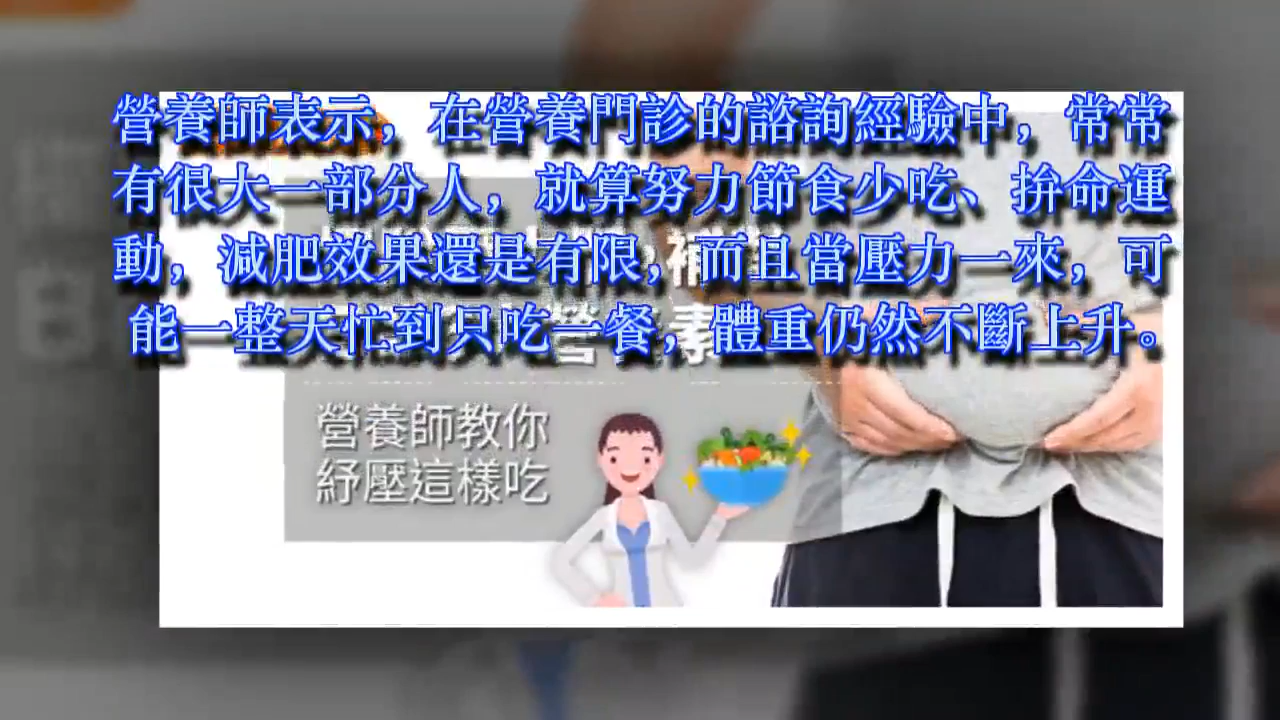 營養師表示，在營養門診的諮詢經驗中，常常
有很大一部分人，就算努力節食少吃、拚命運
動，減肥效果還是有限，而且當壓力一來，可
能一整天忙到只吃一餐，體重仍然不斷上升。
營養師教你
紓壓這樣吃